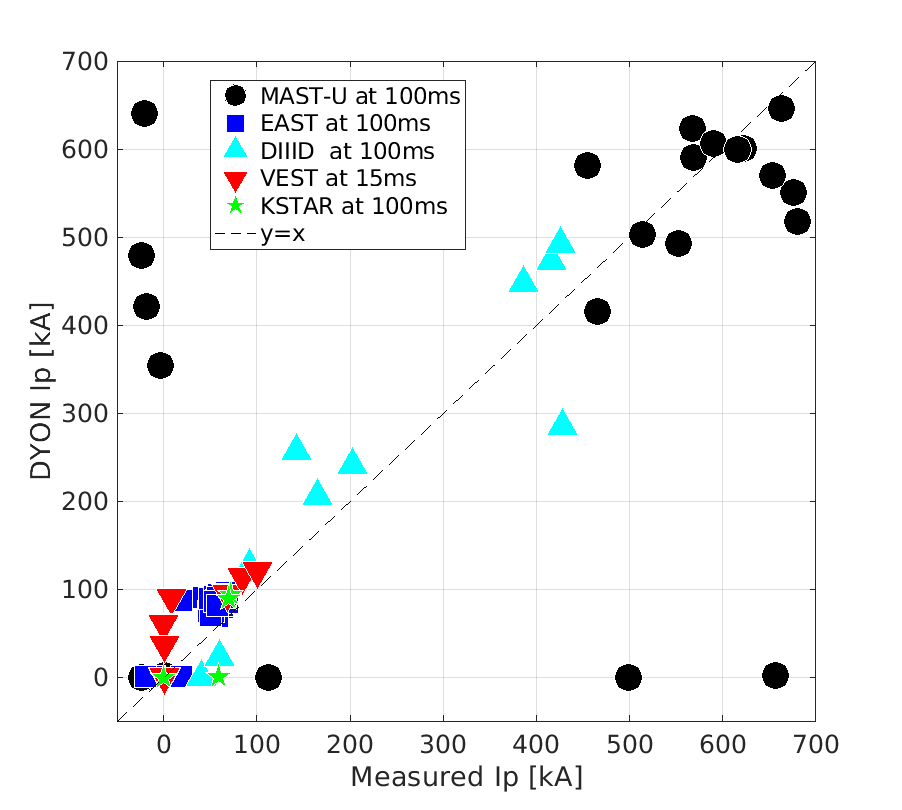 700
600
500
400
300
200
100
0
DYON Ip [kA]
MAST-U at 100ms
EAST at 100ms
DIIID  at 100ms
VEST at 15ms
KSTAR at 100ms
y=x
0 100 200 300 400 500 600 700
Measured Ip [kA]